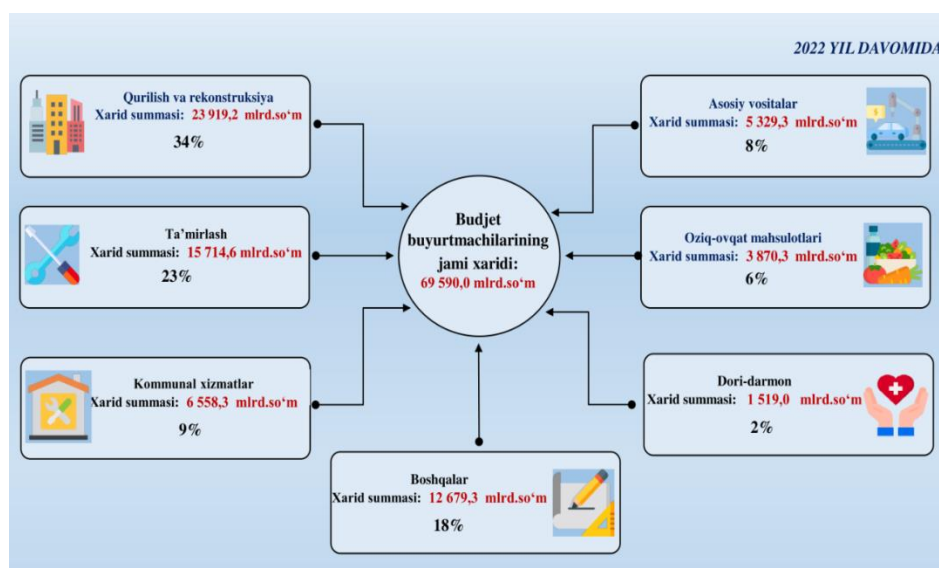 2022 YIL DAVOMIDA
Qurilish va rekonstruksiya
Xarid summasi: 23 919,2 mlrd.so‘m
34%
Asosiy vositalar
Xarid summasi: 5 329,3 mlrd.so‘m
8%
Ta’mirlash
Xarid summasi: 15 714,6 mlrd.so‘m
23%
Budjet
buyurtmachilarining
jami xaridi:
69 590,0 mlrd.so‘m
Oziq-ovqat mahsulotlari
Xarid summasi: 3 870,3 mlrd.so‘m
6%
Kommunal xizmatlar
Xarid summasi: 6 558,3 mlrd.so‘m
9%
Dori-darmon
Xarid summasi: 1 519,0 mlrd.so‘m
2%
Boshqalar
Xarid summasi: 12 679,3 mlrd.so‘m
18%